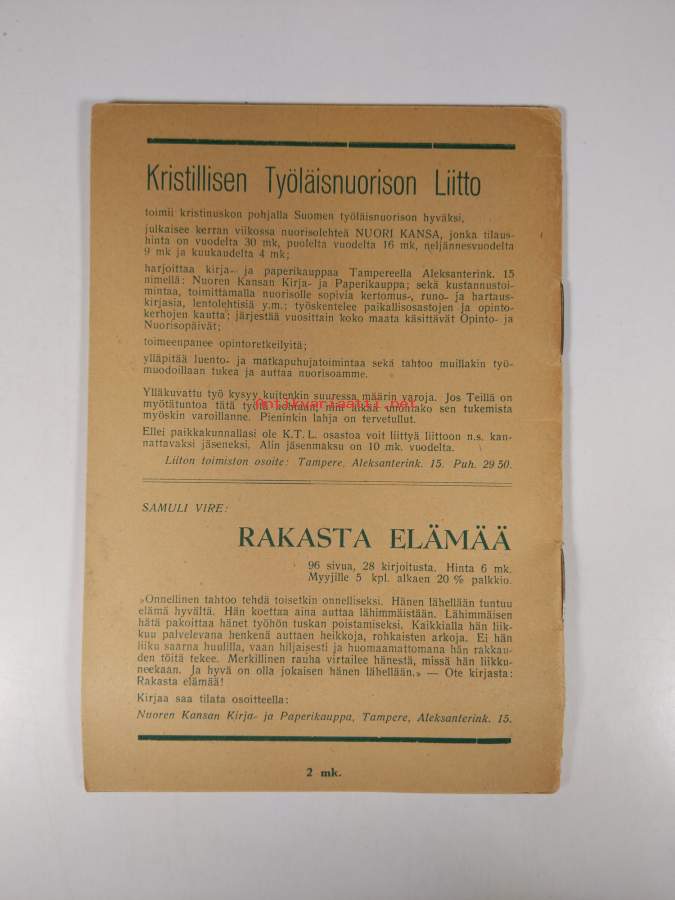 Kristillisen Työläisnuorison Liitto
toimii kristinuskon pohjalla Suomen työläisnuorison hyväksi,
julkaisee kerran viikossa nuorisolehteä NUORI KANSA, jonka tilaus-
hinta on vuodelta 30 mk, puolelta vuodelta 16 mk, neljännesvuodelta
9 mk ja kuukaudelta 4 mk;
harjoittaa kirja- ja paperikauppaa Tampereella Aleksanterink. 15
nimellä: Nuoren Kansan Kirja- ja Paperikauppa; sekä kustannustoi-
mintaa, toimittamalla nuorisolle sopivia kertomus-, runo- ja hartaus-
kirjasia, lentolehtisiä y.m.; työskentelee paikallisosastojen ja opinto-
kerhojen kautta; järjestää vuosittain koko maata käsittävät Opinto- ja
Nuorisopäivät;
toimeenpanee opintoretkeilyitä;
ylläpitää luento- ja matkapuhujatoimintaa sekä tahtoo muillakin työ-
muodoillaan tukea ja auttaa nuorisoamme.
Ylläkuvattu työ kysyy kuitenkin suuressa määrin varoja. Jos Teillä on
myötätuntoa tätä työtä kohtaan, niin älkää unohtako sen tukemista
myöskin varoillanne. Pieninkin lahja on tervetullut.
Antikvariaatti.net
Ellei paikkakunnallasi ole K.T.L. osastoa voit liittyä liittoon n.s. kan-
nattavaksi jäseneksi. Alin jäsenmaksu on 10 mk. vuodelta.
Liiton toimiston osoite: Tampere, Aleksanterink. 15. Puh. 29 50.
SAMULI VIRE:
RAKASTA ELÄMÄÄ
96 sivua, 28 kirjoitusta. Hinta 6 mk.
Myyjille 5 kpl. alkaen 20 % palkkio.
»Onnellinen tahtoo tehdä toisetkin onnelliseksi. Hänen lähellään tuntuu
elämä hyvältä. Hän koettaa aina auttaa lähimmäistään. Lähimmäisen
hätä pakoittaa hänet työhön tuskan poistamiseksi. Kaikkialla hän liik-
kuu palvelevana henkenä auttaen heikkoja, rohkaisten arkoja. Ei hän
liiku saarna huulilla, vaan hiljaisesti ja huomaamattomana hän rakkau-
den töitä tekee. Merkillinen rauha virtailee hänestä, missä hän liikku-
neekaan. Ja hyvä on olla jokaisen hänen lähellään.» — Ote kirjasta:
Rakasta elämää!
Kirjaa saa tilata osoitteella:
Nuoren Kansan Kirja- ja Paperikauppa, Tampere, Aleksanterink. 15.
2 mk.